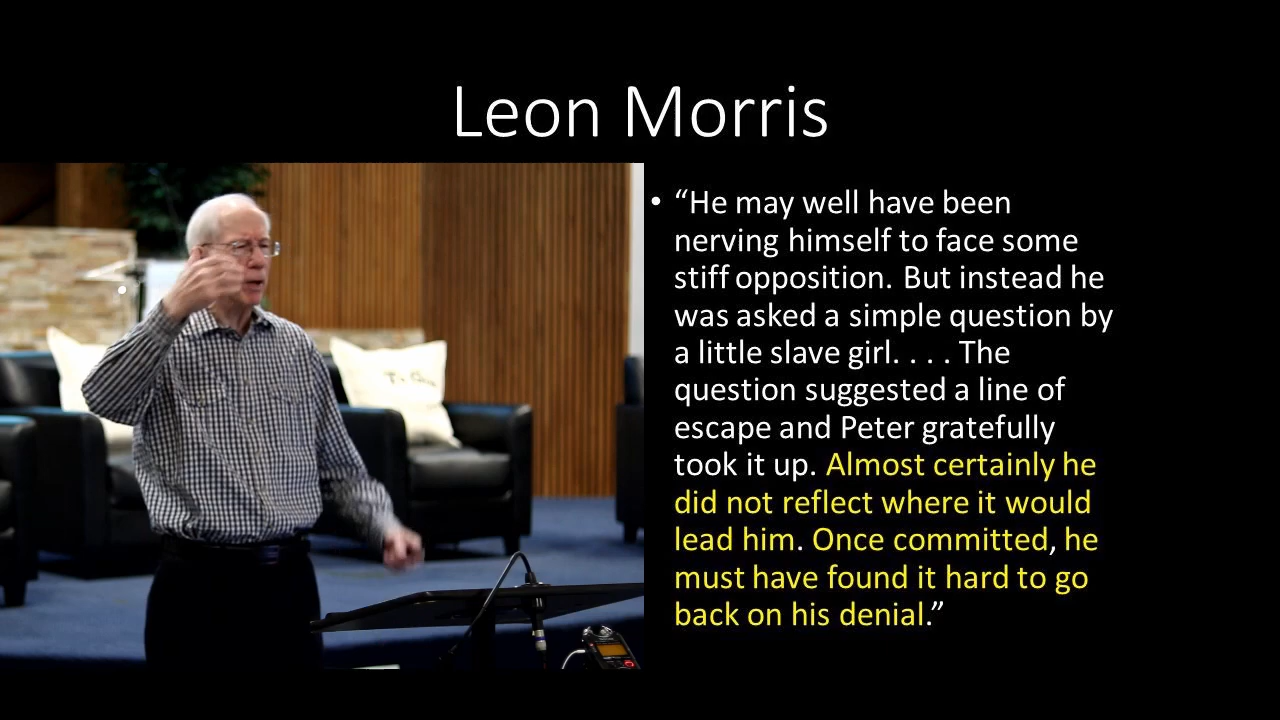 Leon Morris
• “He may well have been
nerving himself to face some
stiff opposition. But instead he
was asked a simple question by
a little slave girl. . . . The
question suggested a line of
escape and Peter gratefully
took it up. Almost certainly he
did not reflect where it would
lead him. Once committed, he
must have found it hard to go
back on his denial.”